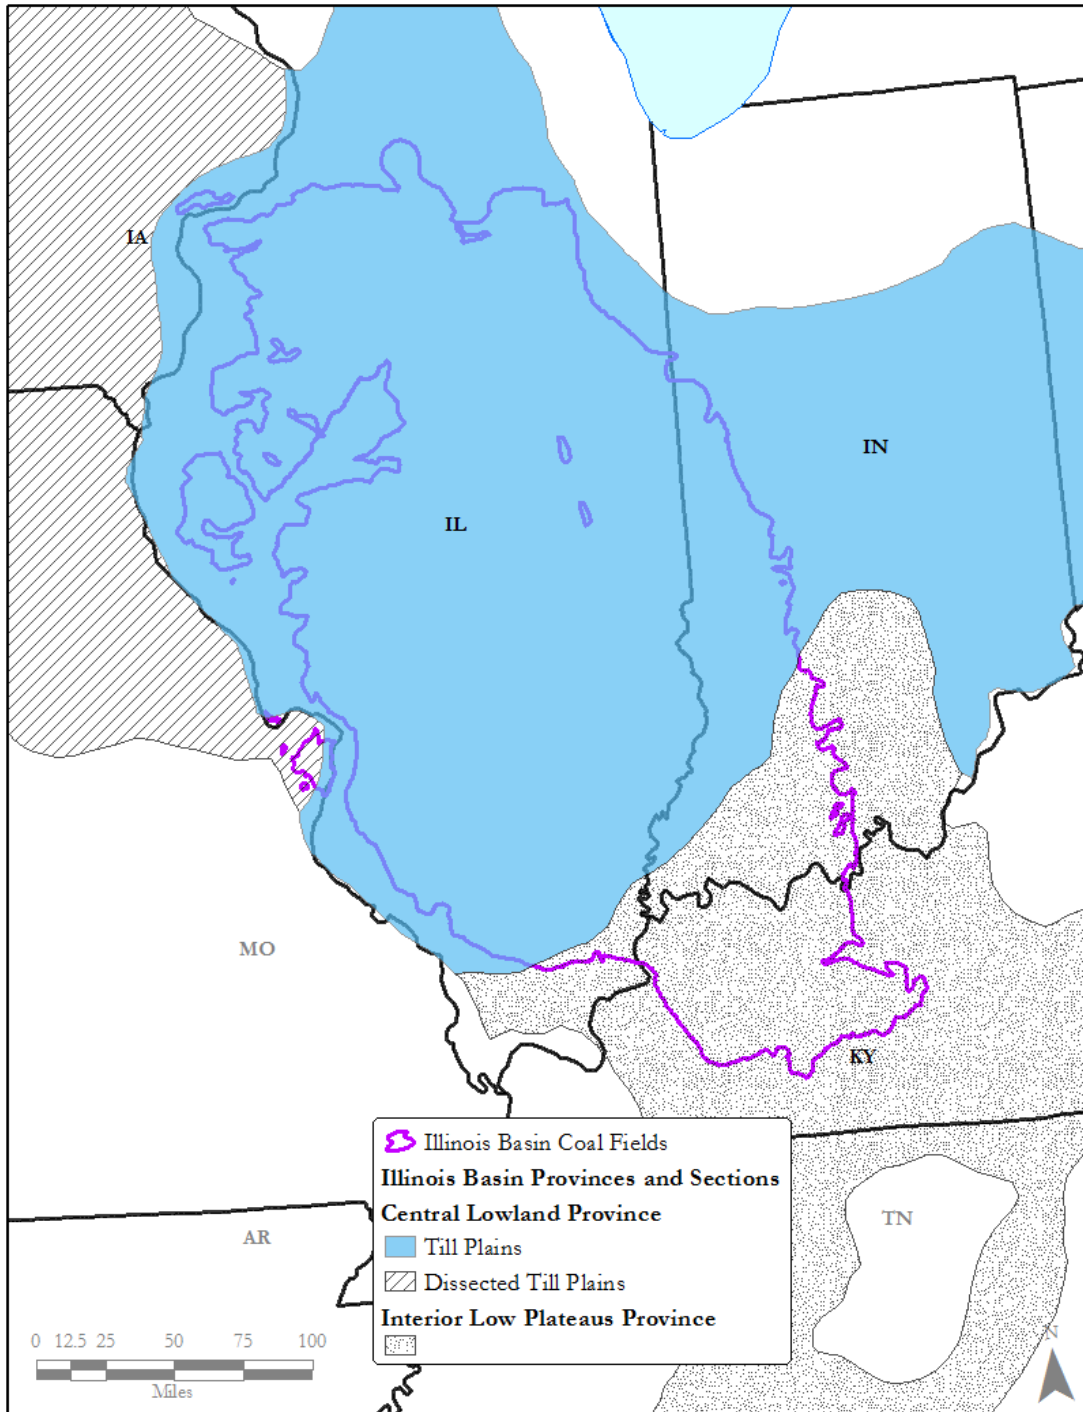 IA
IN
IL
MO
KY
Illinois Basin Coal Fields
Illinois Basin Provinces and Sections
Central Lowland Province
TN
AR
Till Plains
Dissected Till Plains
Interior Low Plateaus Province
0 12.5 25 50 75 100
N
Miles